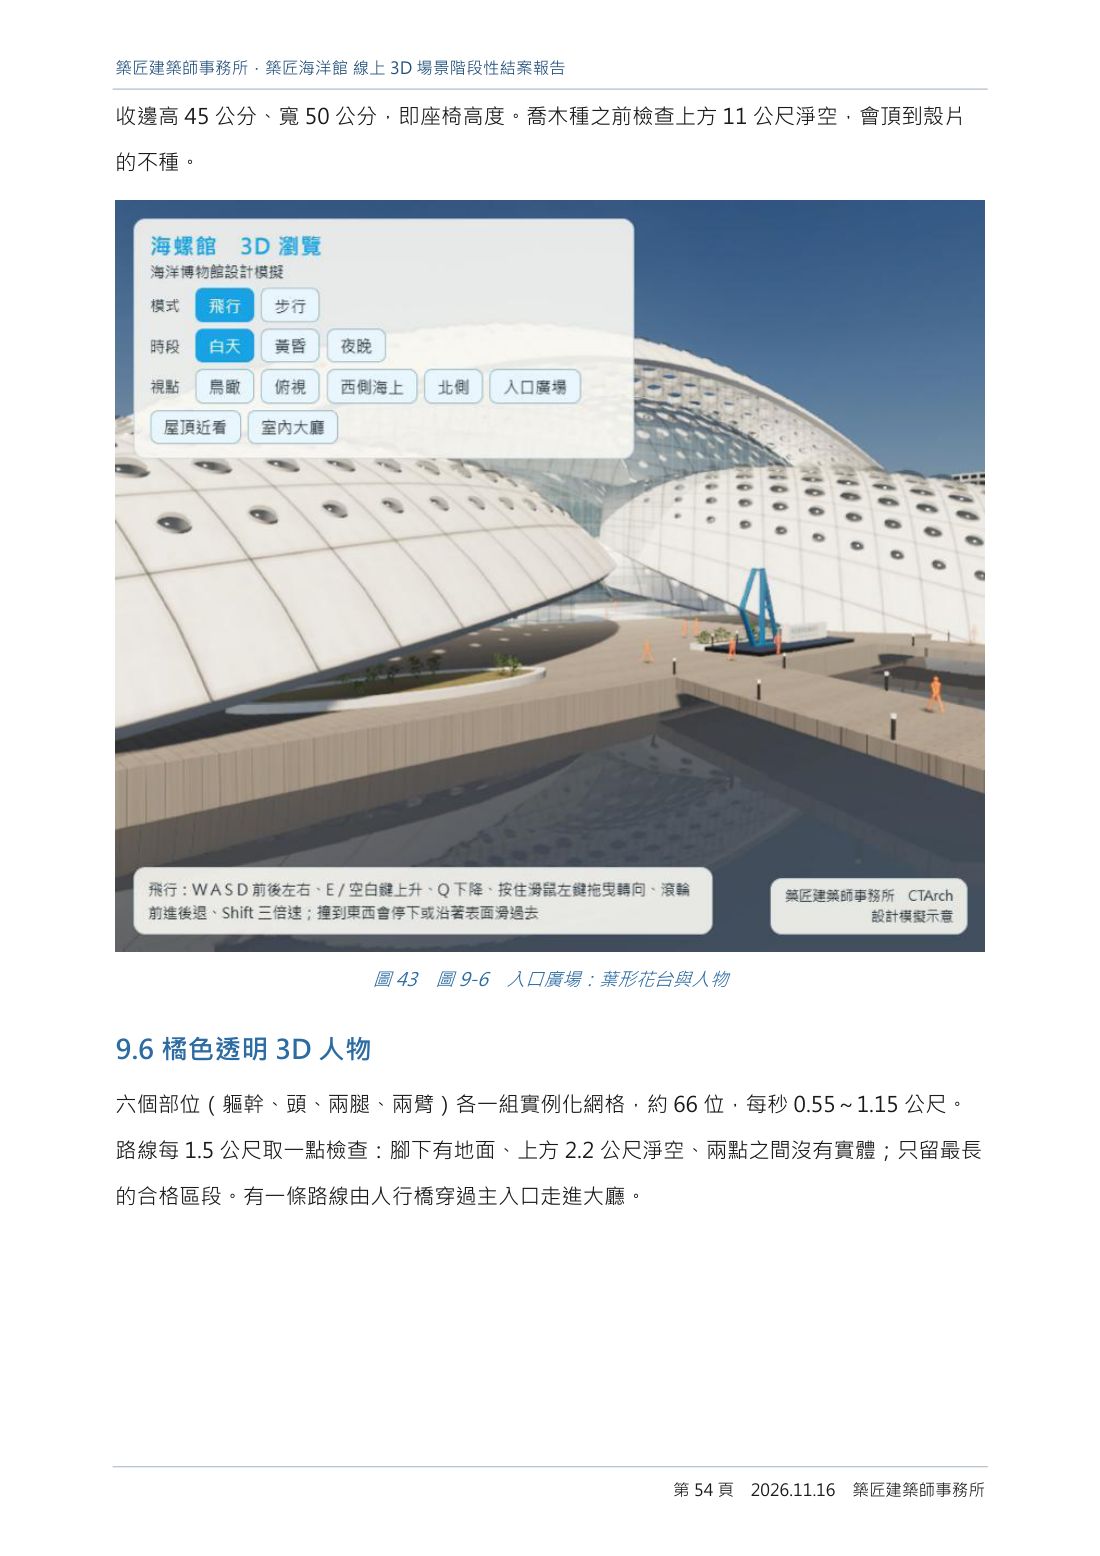 築匠建築師事務所．築匠海洋館 線上 3D 場景階段性結案報告
收邊高 45 公分、寬 50 公分，即座椅高度。喬木種之前檢查上方 11 公尺淨空，會頂到殼片
的不種。
海螺館　3D 瀏覽
海洋博物館設計模擬
模式 飛行 步行
時段 白天 黃昏 夜晚
視點 鳥瞰 俯視 西側海上 北側 入口廣場
屋頂近看 室內大廳
飛行：W A S D 前後左右、E / 空白鍵上升、Q 下降、按住滑鼠左鍵拖曳轉向、滾輪
前進後退、Shift 三倍速；撞到東西會停下或沿著表面滑過去
築匠建築師事務所　CTArch
設計模擬示意
圖 43　圖 9-6　入口廣場：葉形花台與人物
9.6 橘色透明 3D 人物
六個部位（軀幹、頭、兩腿、兩臂）各一組實例化網格，約 66 位，每秒 0.55～1.15 公尺。
路線每 1.5 公尺取一點檢查：腳下有地面、上方 2.2 公尺淨空、兩點之間沒有實體；只留最長
的合格區段。有一條路線由人行橋穿過主入口走進大廳。
第 54 頁　2026.11.16　築匠建築師事務所